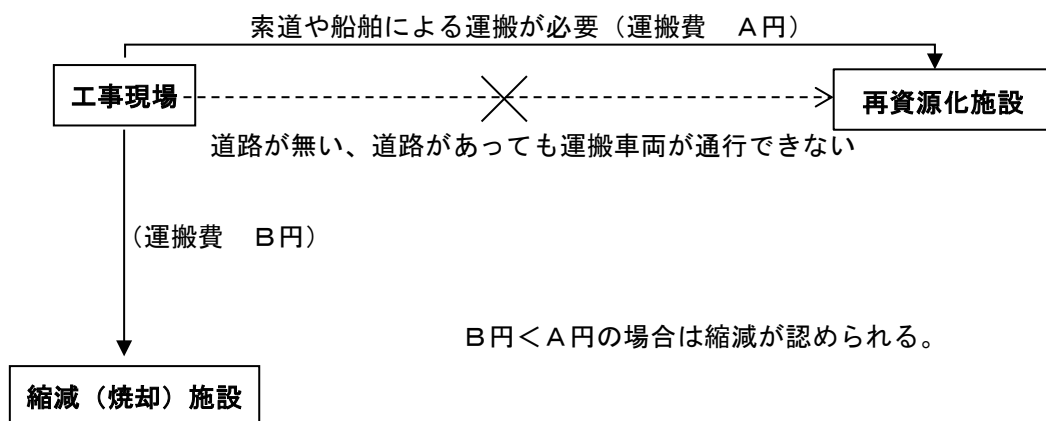 索道や船舶による運搬が必要（運搬費　Ａ円）
工事現場
再資源化施設
道路が無い、道路があっても運搬車両が通行できない
（運搬費　Ｂ円）
Ｂ円＜Ａ円の場合は縮減が認められる。
縮減（焼却）施設